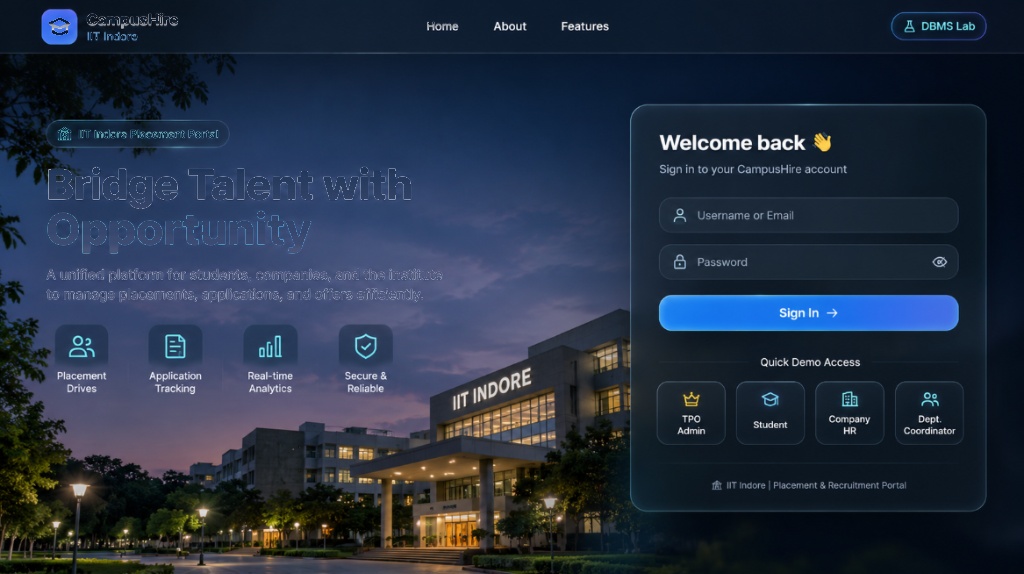 CampusHire
IIT Indore
Home
About
Features
DBMS Lab
IIT Indore Placement Portal
Bridge Talent with
Opportunity
A unified platform for students, companies, and the institute
to manage placements, applications, and offers efficiently.
Placement
Drives
Application
Tracking
Real-time
Analytics
Secure &
Reliable
IIT INDORE
Welcome back 👋
Sign in to your CampusHire account
Username or Email
Password
Sign In →
Quick Demo Access
TPO
Admin
Student
Company
HR
Dept.
Coordinator
IIT Indore | Placement & Recruitment Portal